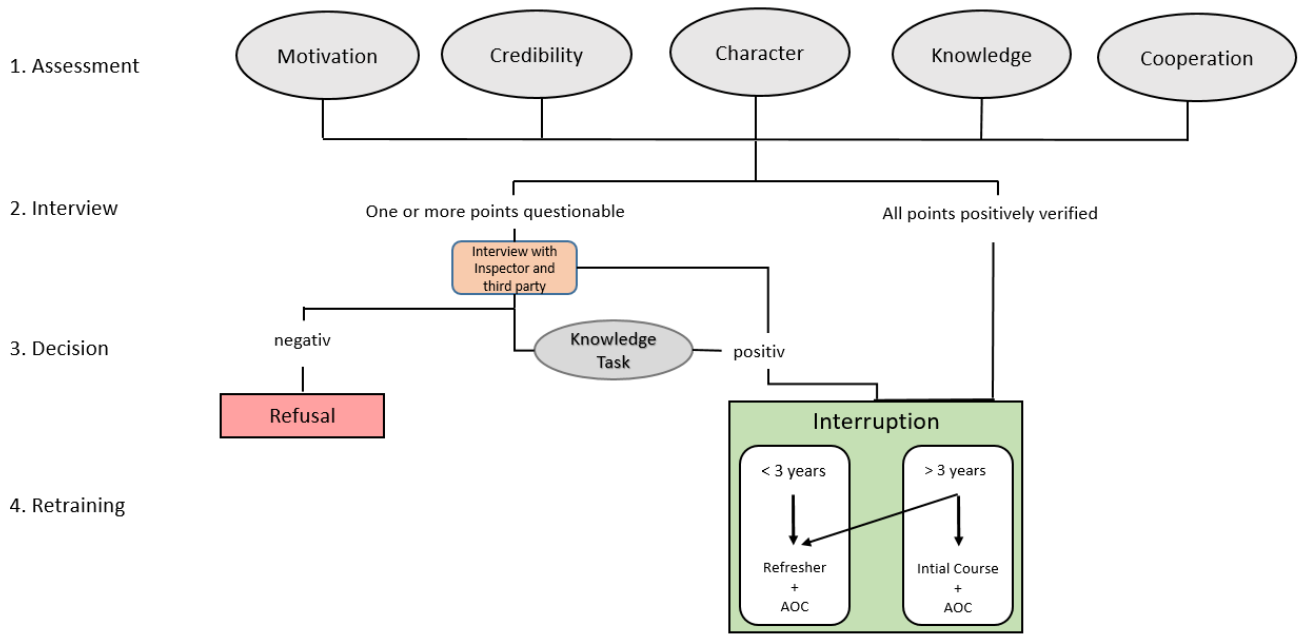 1. Assessment
Motivation
Credibility
Character
Knowledge
Cooperation
2. Interview
One or more points questionable
All points positively verified
Interview with
Inspector and
third party
3. Decision
negativ
Knowledge
Task
positiv
Refusal
Interruption
4. Retraining
< 3 years
> 3 years
Refresher
+
AOC
Intial Course
+
AOC